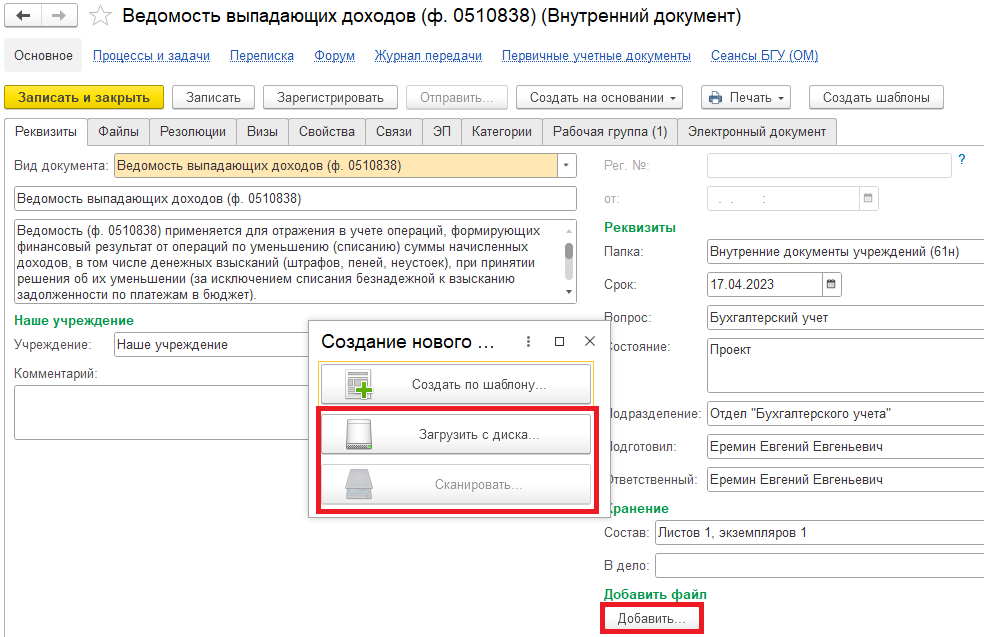 Ведомость выпадающих доходов (ф. 0510838) (Внутренний документ)
Основное Процессы и задачи Переписка Форум Журнал передачи Первичные учетные документы Сеансы БГУ (ОМ)
Записать и закрыть Записать Зарегистрировать Отправить... Создать на основании Печать Создать шаблоны
Реквизиты Файлы Резолюции Визы Свойства Связи ЭП Категории Рабочая группа (1) Электронный документ
Вид документа: Ведомость выпадающих доходов (ф. 0510838)
Ведомость выпадающих доходов (ф. 0510838)
Ведомость (ф. 0510838) применяется для отражения в учете операций, формирующих
финансовый результат от операций по уменьшению (списанию) суммы начисленных
доходов, в том числе денежных взысканий (штрафов, пеней, неустоек), при принятии
решения об их уменьшении (за исключением списания безнадежной к взысканию
задолженности по платежам в бюджет).
Наше учреждение
Учреждение: Наше учреждение
Комментарий:
Создание нового ...
Создать по шаблону...
Загрузить с диска...
Сканировать...
Рег. №: ?
от: . . :
Реквизиты
Папка: Внутренние документы учреждений (61н)
Срок: 17.04.2023
Вопрос: Бухгалтерский учет
Состояние: Проект
Подразделение: Отдел "Бухгалтерского учета"
Подготовил: Еремин Евгений Евгеньевич
Ответственный: Еремин Евгений Евгеньевич
Хранение
Состав: Листов 1, экземпляров 1
В дело:
Добавить файл
Добавить...